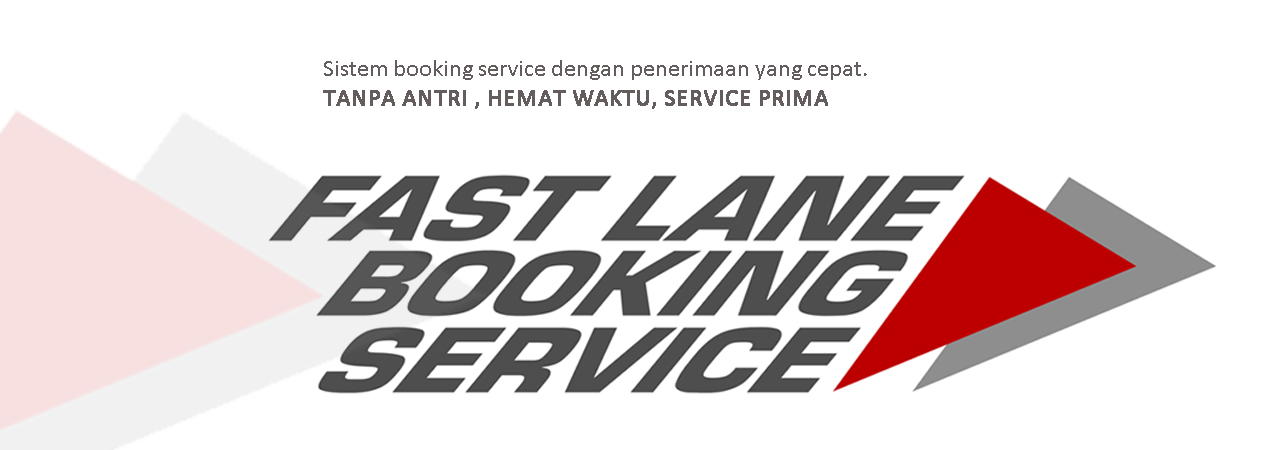 Sistem booking service dengan penerimaan yang cepat.
TANPA ANTRI , HEMAT WAKTU, SERVICE PRIMA
FAST LANE
BOOKING
SERVICE